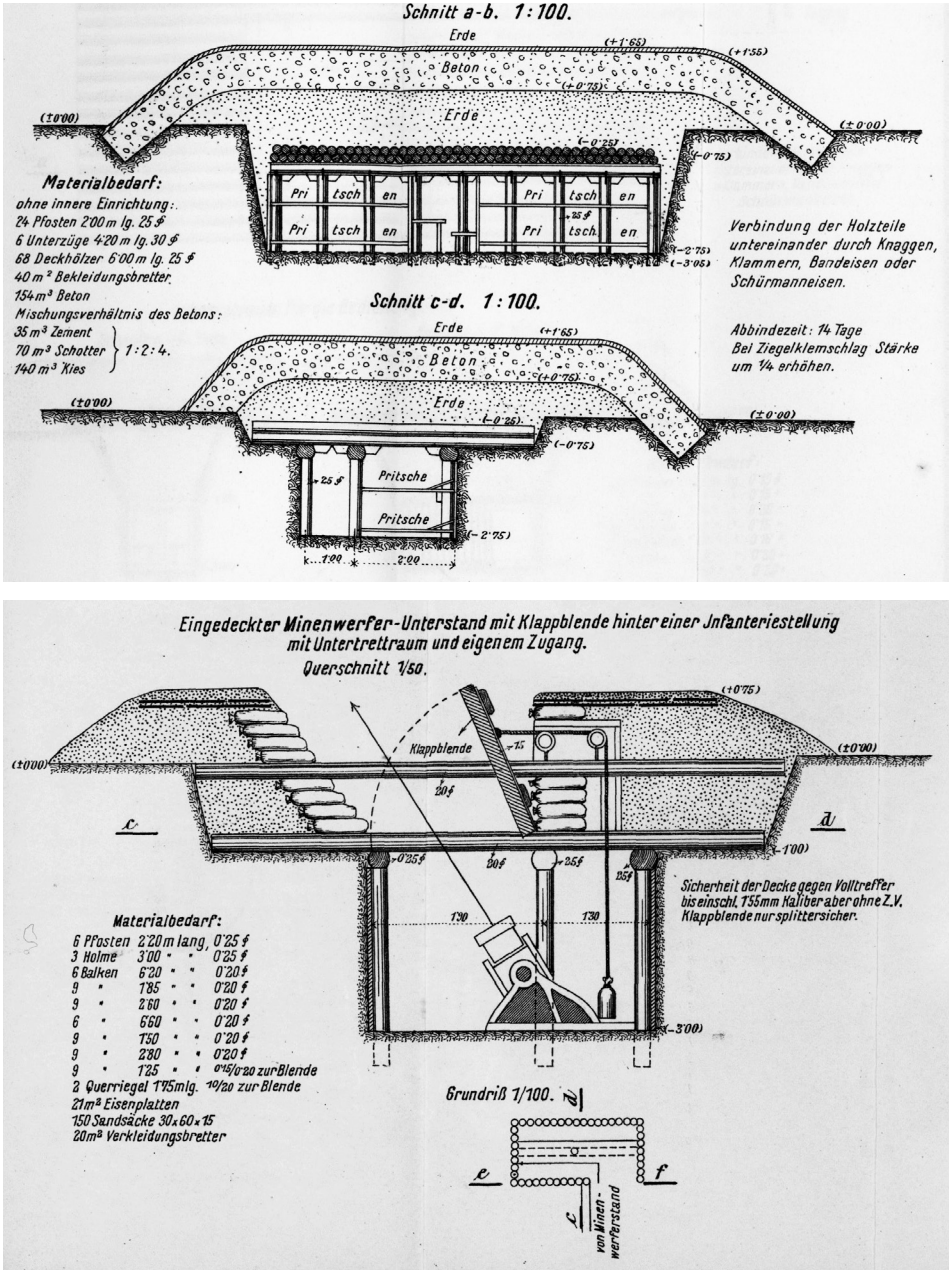 Schnitt a-b. 1:100.
Erde
(+1·65)
(+1·55)
Beton
(+0·75)
(±0·00)
Erde
(±0·00)
(-0·25)
(-0·75)
Pri tsch en Pri tsch en
25 ∮
Pri tsch en Pri tsch. en
(-2·75)
(-3·05)
Materialbedarf:
ohne innere Einrichtung:
24 Pfosten 2·00 m lg. 25 ∮
6 Unterzüge 4·20 m lg. 30 ∮
68 Deckhölzer 6·00 m lg. 25 ∮
40 m² Bekleidungsbretter.
154 m³ Beton
Mischungsverhältnis des Betons:
35 m³ Zement
70 m³ Schotter } 1:2:4.
140 m³ Kies
Verbindung der Holzteile
untereinander durch Knaggen,
Klammern, Bandeisen oder
Schürmanneisen.
Abbindezeit: 14 Tage
Bei Ziegelklemschlag Stärke
um ¼ erhöhen.
Schnitt c-d. 1:100.
Erde
(+1·65)
Beton
(+0·75)
(±0·00)
Erde
(-0·25)
(±0·00)
(-0·75)
25 ∮
Pritsche
Pritsche
(-2·75)
1·00
2·00
Eingedeckter Minenwerfer-Unterstand mit Klappblende hinter einer Jnfanteriestellung
mit Untertrettraum und eigenem Zugang.
Querschnitt 1/50.
(+0·75)
Klappblende
15
(±0·00)
(±0·00)
20 ∮
c
d
(-1·00)
0·25 ∮
20 ∮
25 ∮
25 ∮
1·30
1·30
(-3·00)
Sicherheit der Decke gegen Volltreffer
bis einschl. 155mm Kaliber aber ohne Z.V.
Klappblende nur splittersicher.
Materialbedarf:
6 Pfosten 2·20 m lang, 0·25 ∮
3 Holme 3·00 " " 0·25 ∮
6 Balken 6·20 " " 0·20 ∮
9 " 1·85 " " 0·20 ∮
9 " 2·60 " " 0·20 ∮
6 " 6·60 " " 0·20 ∮
9 " 1·50 " " 0·20 ∮
9 " 2·80 " " 0·20 ∮
9 " 1·25 " " 0·15/0·20 zur Blende
2 Querriegel 1·75 m lg. 10/20 zur Blende
21 m² Eisenplatten
150 Sandsäcke 30x60x15
20 m² Verkleidungsbretter
Grundriß 1/100.
d
e
f
c
von Minen-
werferstand